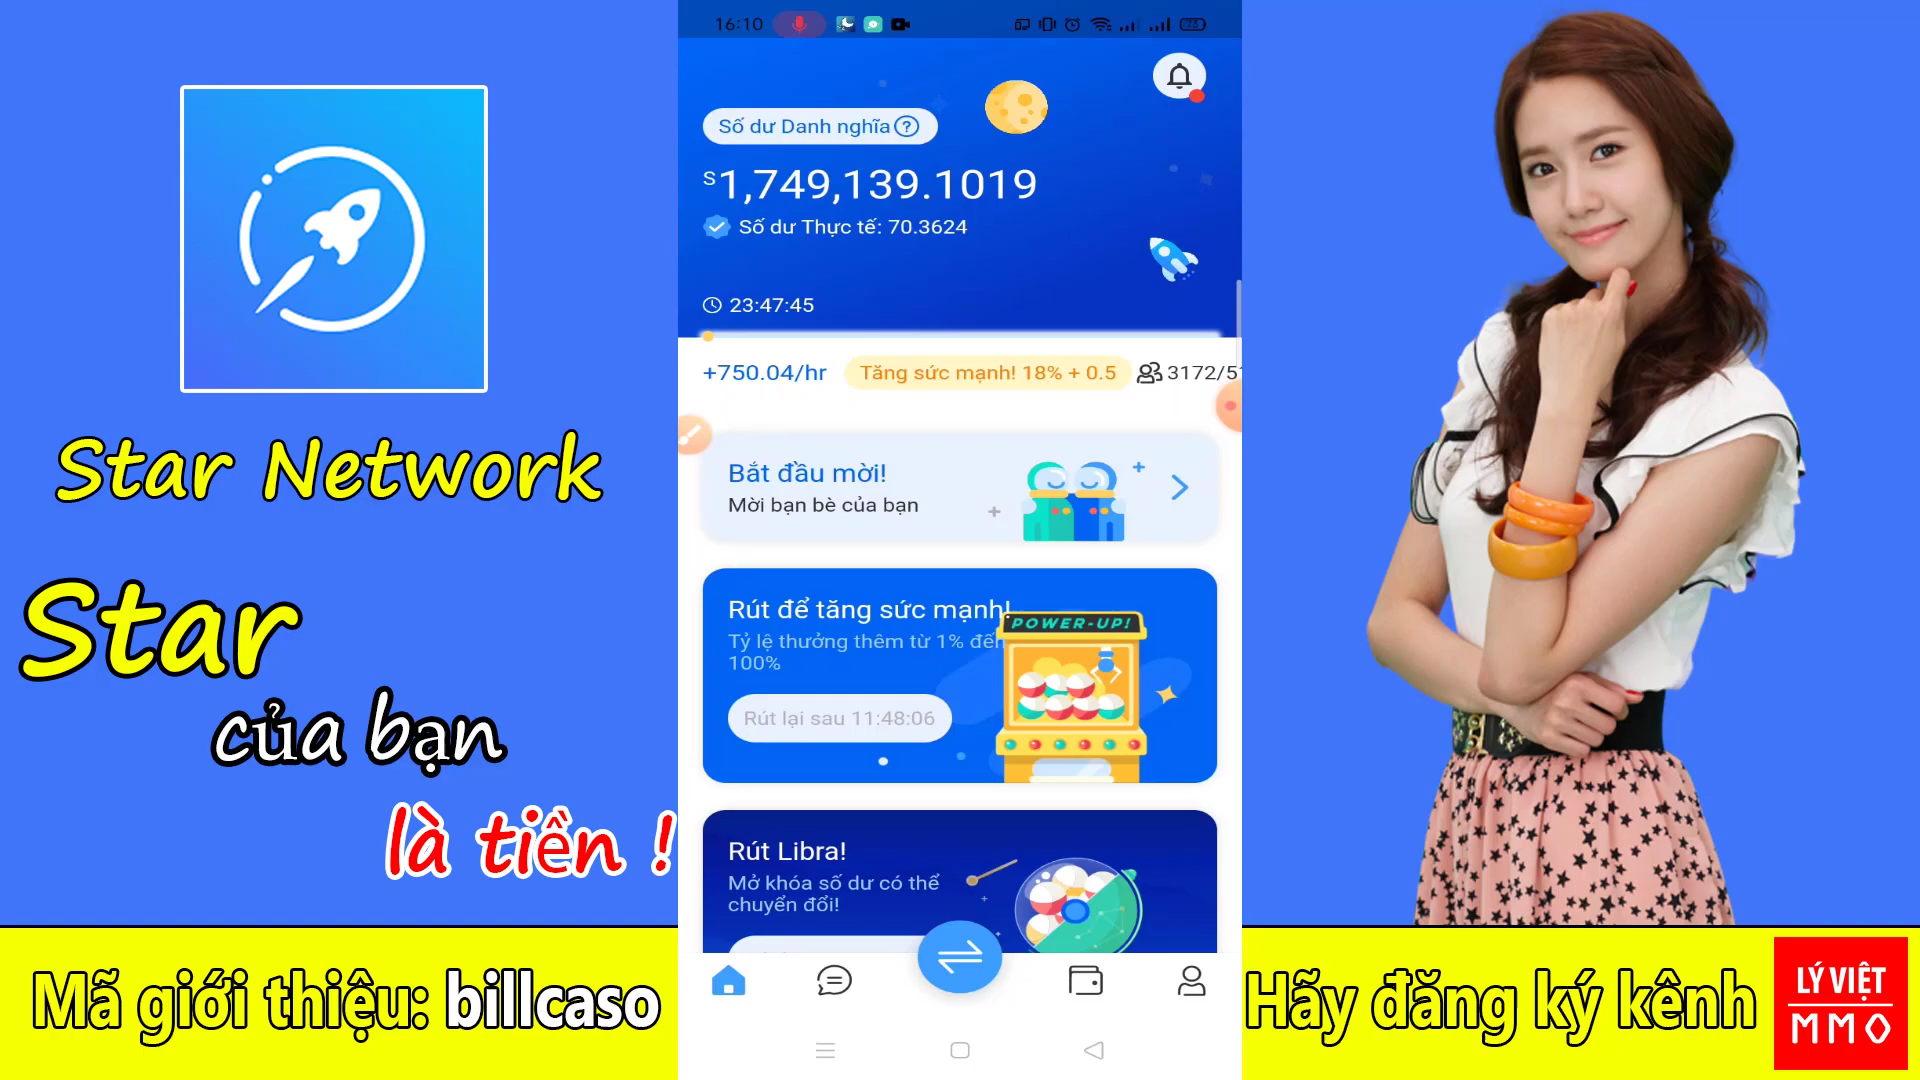 Star Network
Star
của bạn
là tiền !
Mã giới thiệu: billcaso
16:10
73
Số dư Danh nghĩa ?
S1,749,139.1019
Số dư Thực tế: 70.3624
23:47:45
+750.04/hr
Tăng sức mạnh! 18% + 0.5
3172/51
Bắt đầu mời!
Mời bạn bè của bạn
Rút để tăng sức mạnh!
Tỷ lệ thưởng thêm từ 1% đến
100%
Rút lại sau 11:48:06
POWER-UP!
Rút Libra!
Mở khóa số dư có thể
chuyển đổi!
Hãy đăng ký kênh
LÝ VIỆT
MMO